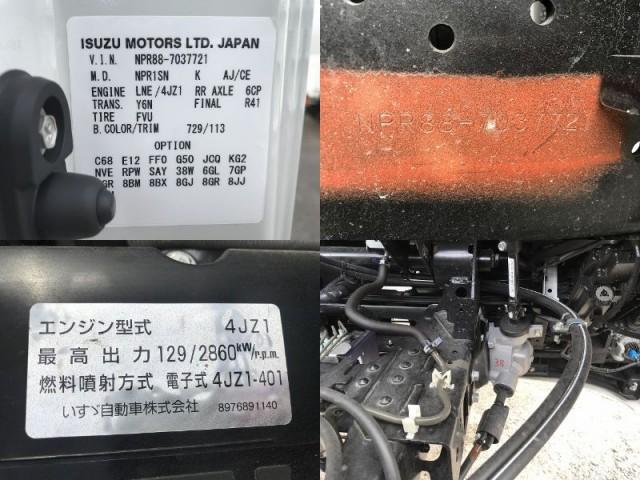 ISUZU MOTORS LTD. JAPAN
V.I.N. NPR88-7037721
M.D. NPR1SN K AJ/CE
ENGINE LNE/4JZ1 RR AXLE 6CP
TRANS. Y6N FINAL R41
TIRE FVU
B.COLOR/TRIM 729/113
OPTION
C68 E12 FF0 G50 JCQ KG2
NVE RPW SAY 38W 6GL 7GP
8BM 8BX 8GJ 8GR 8JJ
NPR88-7037721
エンジン型式 4JZ1
最高出力 129/2860kW/r.p.m.
燃料噴射方式 電子式 4JZ1-401
いすゞ自動車株式会社 8976891140
38